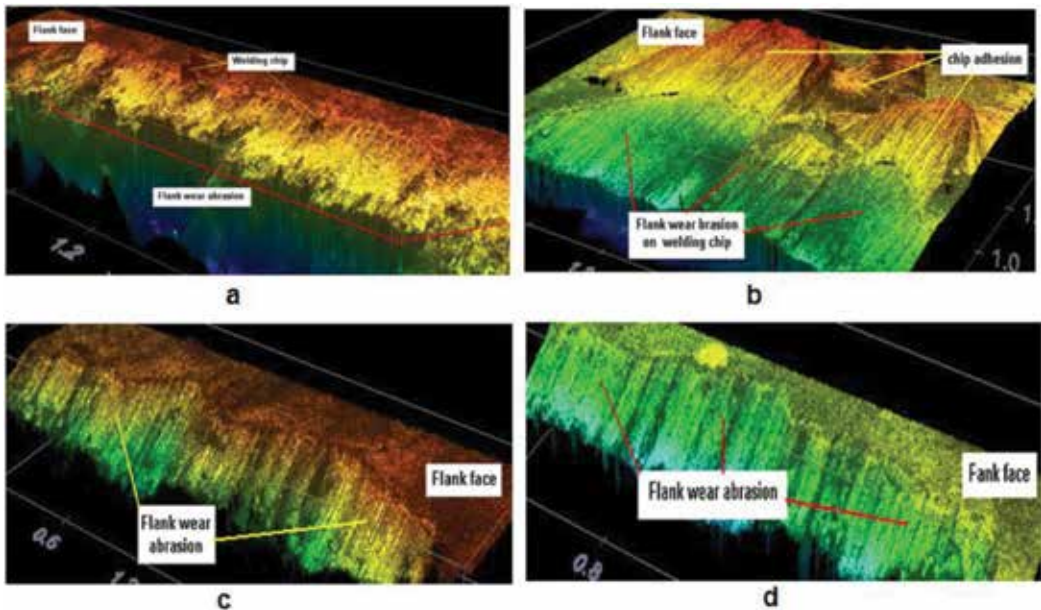 Flank face
Welding chip
Flank wear abrasion
1.2
a
Flank face
chip adhesion
Flank wear brasion
on welding chip
1.0
b
Flank wear
abrasion
Flank face
0.6
c
Flank wear abrasion
Fank face
0.8
d